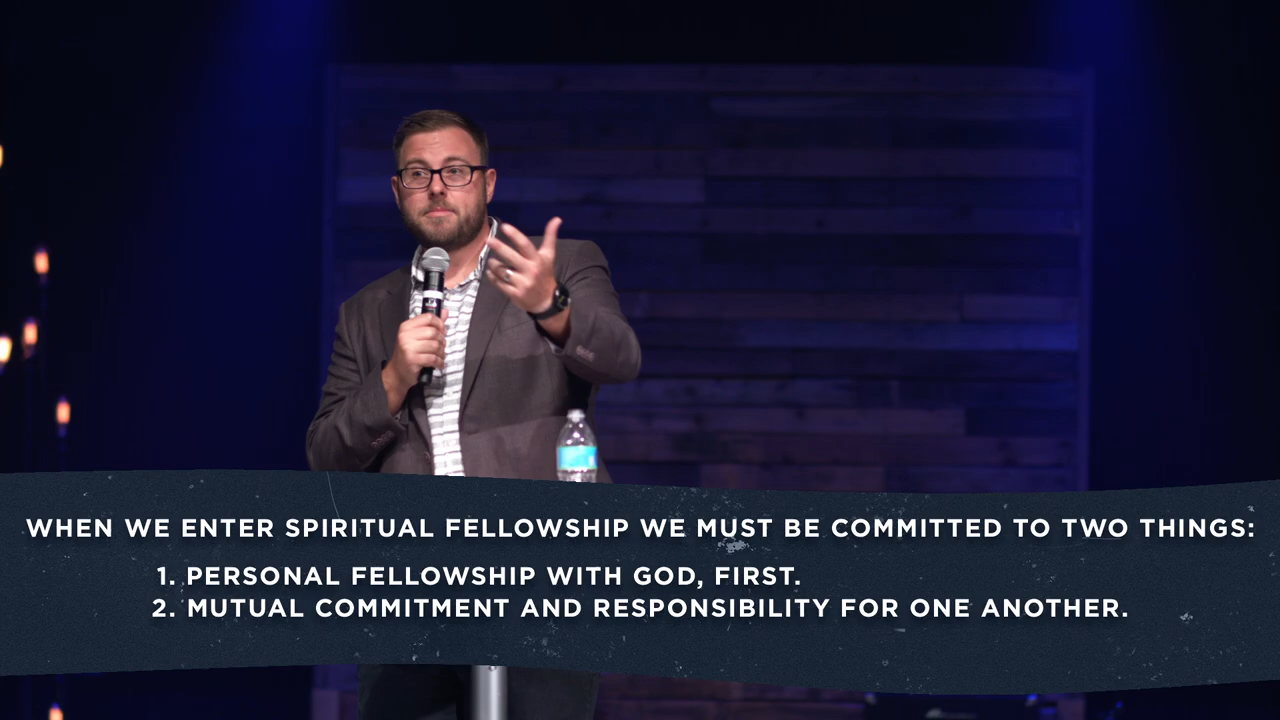 WHEN WE ENTER SPIRITUAL FELLOWSHIP WE MUST BE COMMITTED TO TWO THINGS:
1. PERSONAL FELLOWSHIP WITH GOD, FIRST.
2. MUTUAL COMMITMENT AND RESPONSIBILITY FOR ONE ANOTHER.